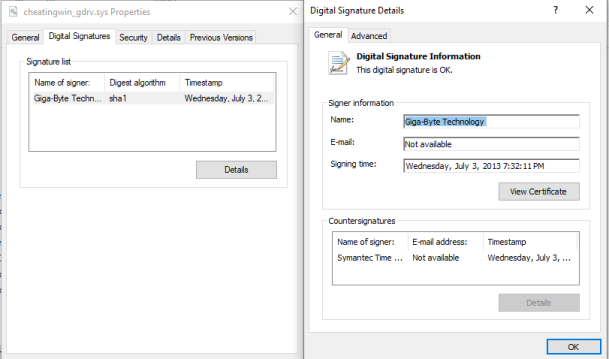 cheatingwin_gdrv.sys Properties
General Digital Signatures Security Details Previous Versions
Signature list
Name of signer: Digest algorithm Timestamp
Giga-Byte Techn... sha1 Wednesday, July 3, 2...
Details
Digital Signature Details ? X
General Advanced
Digital Signature Information
This digital signature is OK.
Signer information
Name: Giga-Byte Technology
E-mail: Not available
Signing time: Wednesday, July 3, 2013 7:32:11 PM
View Certificate
Countersignatures
Name of signer: E-mail address: Timestamp
Symantec Time ... Not available Wednesday, July 3, ...
Details
OK